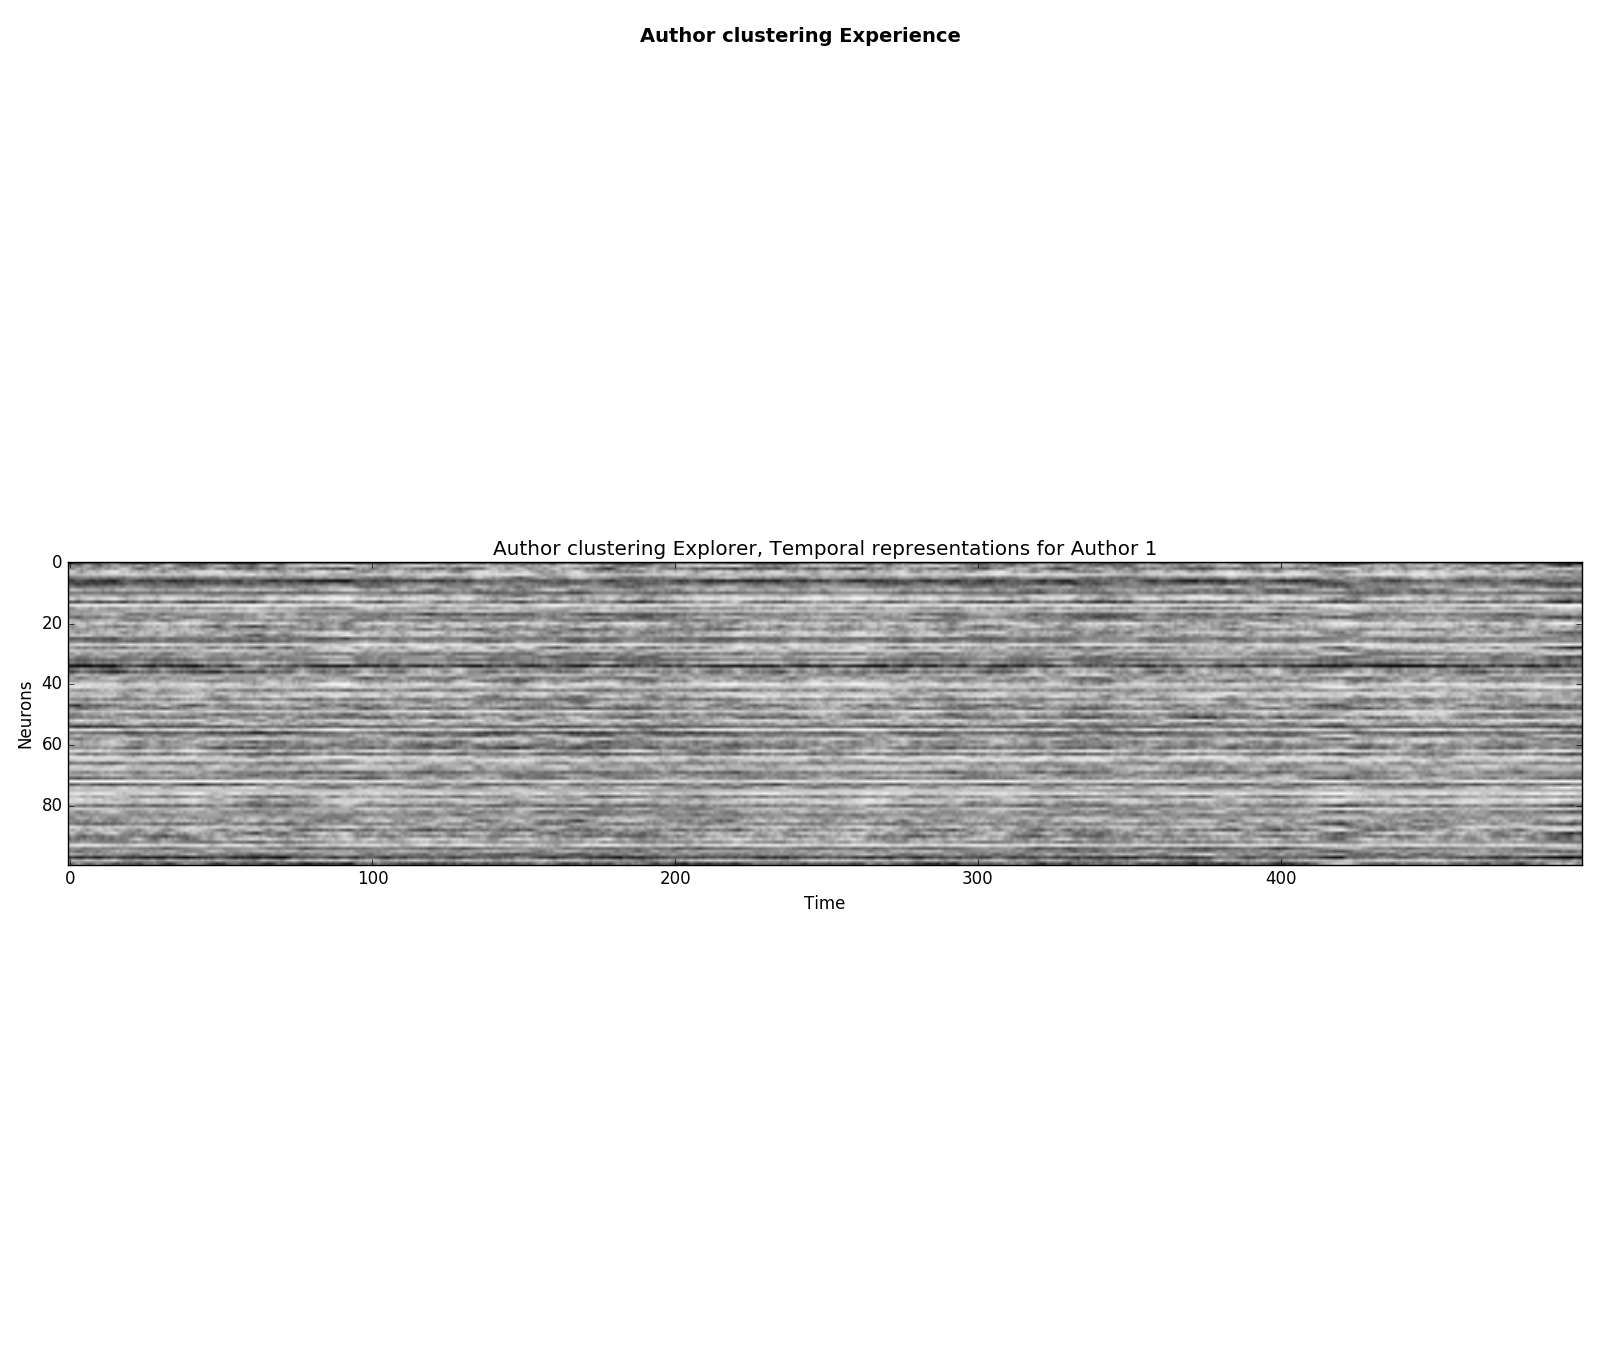 Author clustering Experience
Author clustering Explorer, Temporal representations for Author 1
0
20
40
60
80
Neurons
0 100 200 300 400
Time